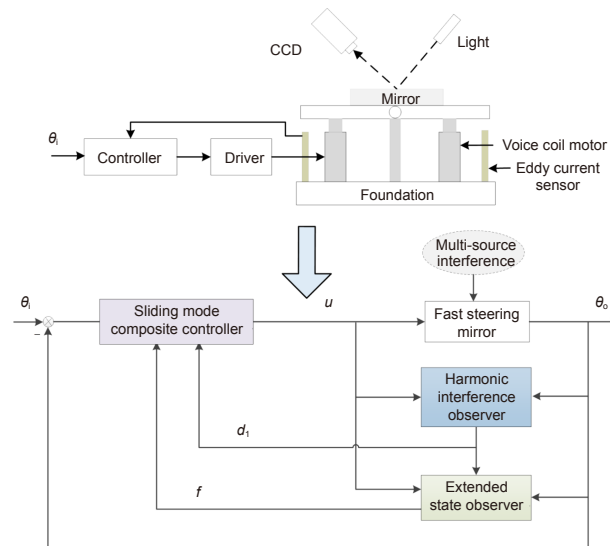 CCD
Light
Mirror
θi
Controller
Driver
Voice coil motor
Eddy current
sensor
Foundation
Multi-source
interference
θi
Sliding mode
composite controller
u
Fast steering
mirror
θo
−
Harmonic
interference
observer
d1
f
Extended
state observer